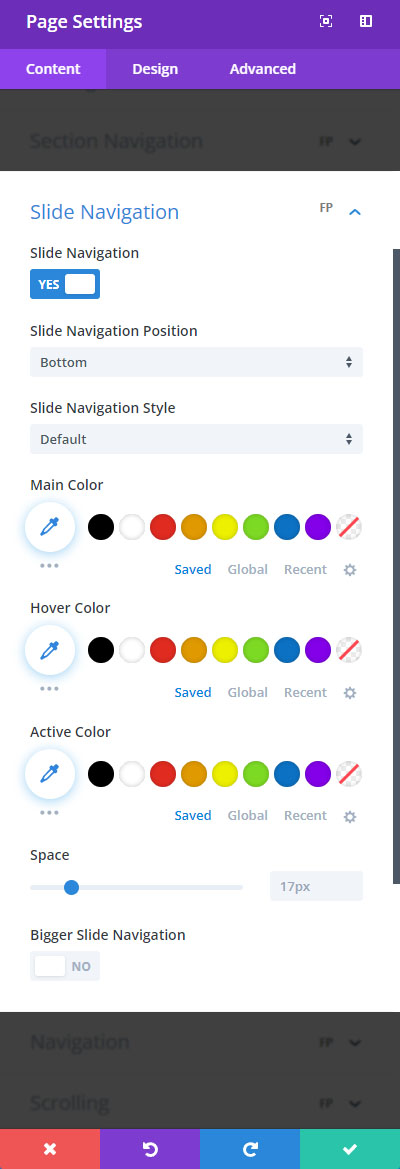 Page Settings
Content Design Advanced
Section Navigation FP
Slide Navigation FP
Slide Navigation
YES
Slide Navigation Position
Bottom
Slide Navigation Style
Default
Main Color
Saved Global Recent
Hover Color
Saved Global Recent
Active Color
Saved Global Recent
Space
17px
Bigger Slide Navigation
NO
Navigation FP
Scrolling FP